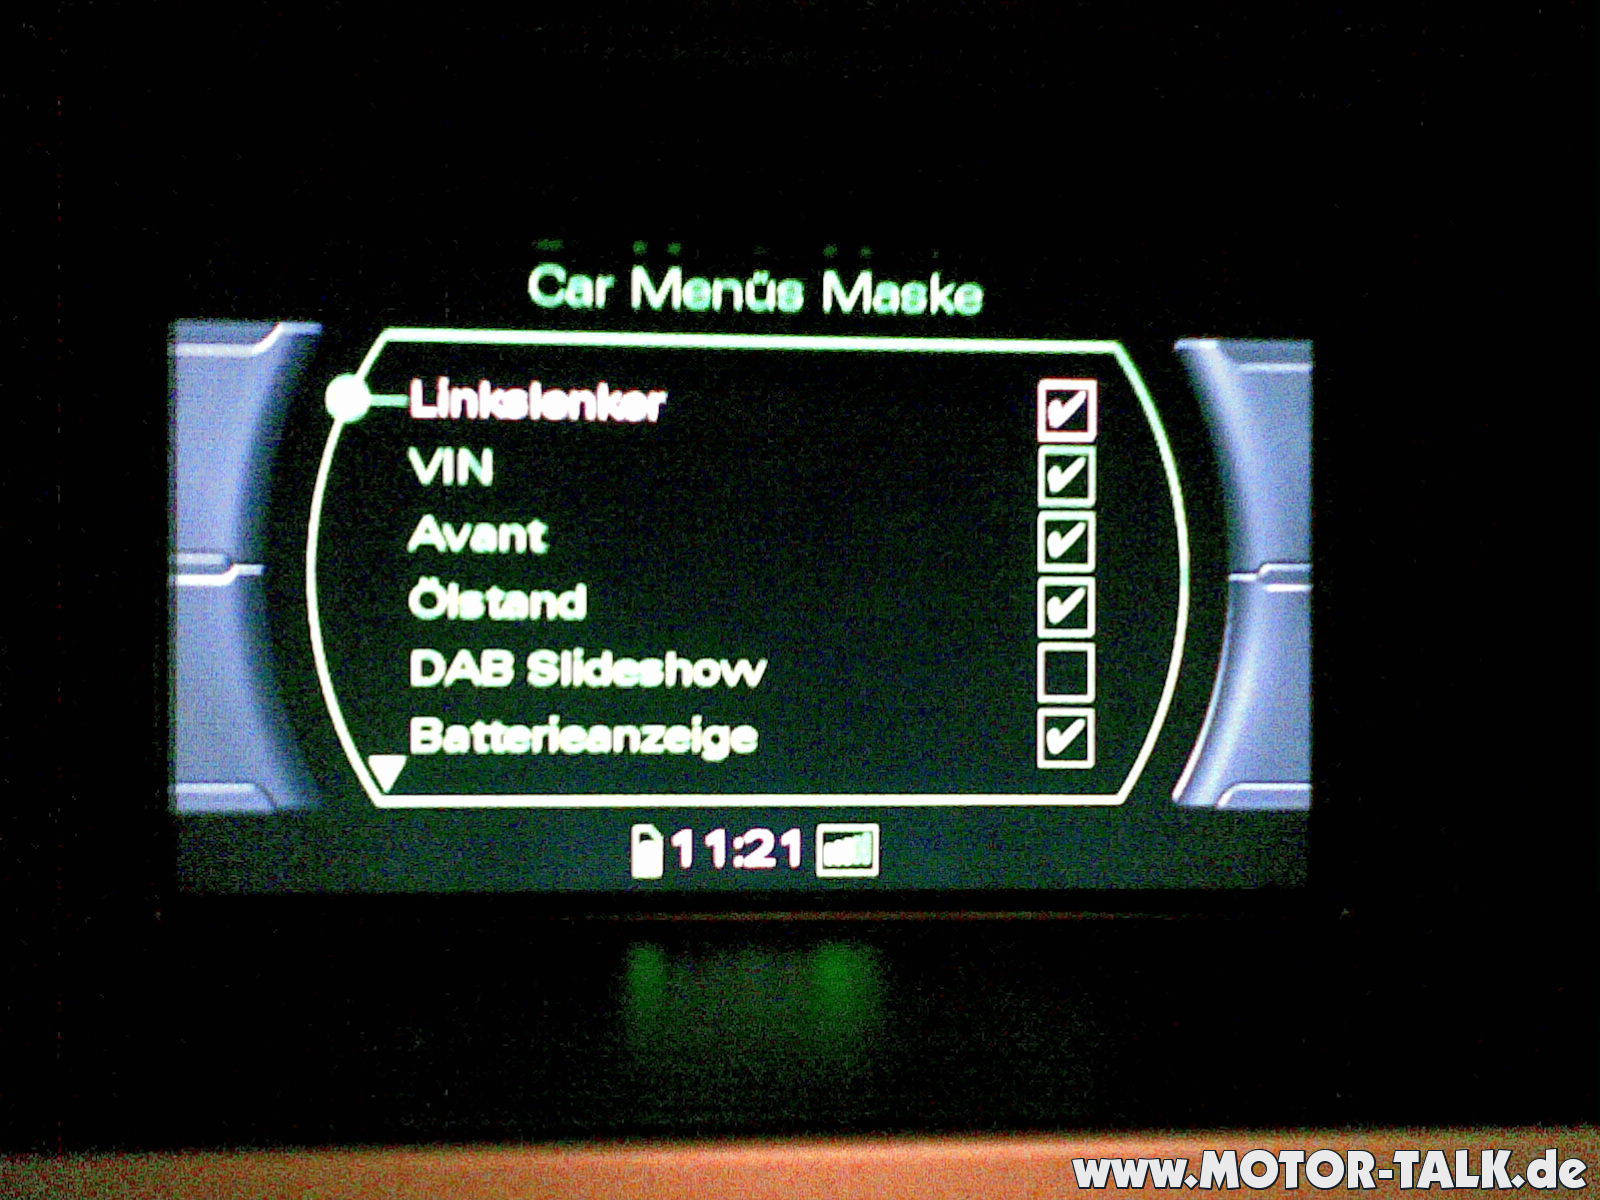 Car Menüs Maske
Linkslenker
VIN
Avant
Ölstand
DAB Slideshow
Batterieanzeige
11:21
www.MOTOR-TALK.de